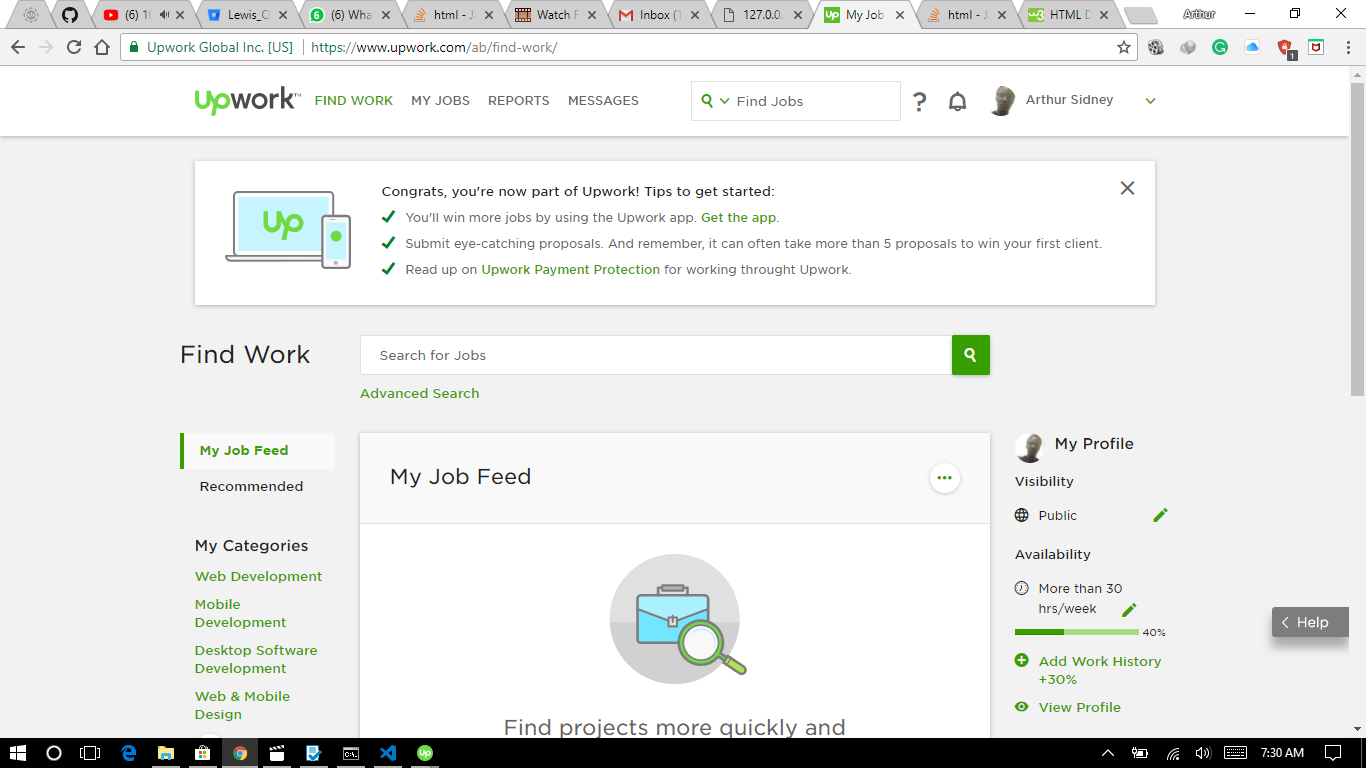 (6) 1(
Lewis_O
(6) Wha
html - J
Watch F
Inbox (1
127.0.0.
My Job
html - J
HTML D
Arthur
Upwork Global Inc. [US]
https://www.upwork.com/ab/find-work/
1
upwork™
FIND WORK
MY JOBS
REPORTS
MESSAGES
Find Jobs
?
Arthur Sidney
Up
Congrats, you're now part of Upwork! Tips to get started:
You'll win more jobs by using the Upwork app. Get the app.
Submit eye-catching proposals. And remember, it can often take more than 5 proposals to win your first client.
Read up on Upwork Payment Protection for working throught Upwork.
Find Work
Search for Jobs
Advanced Search
My Job Feed
Recommended
My Categories
Web Development
Mobile
Development
Desktop Software
Development
Web & Mobile
Design
My Job Feed
Find projects more quickly and
My Profile
Visibility
Public
Availability
More than 30
hrs/week
40%
Add Work History
+30%
View Profile
Help
7:30 AM